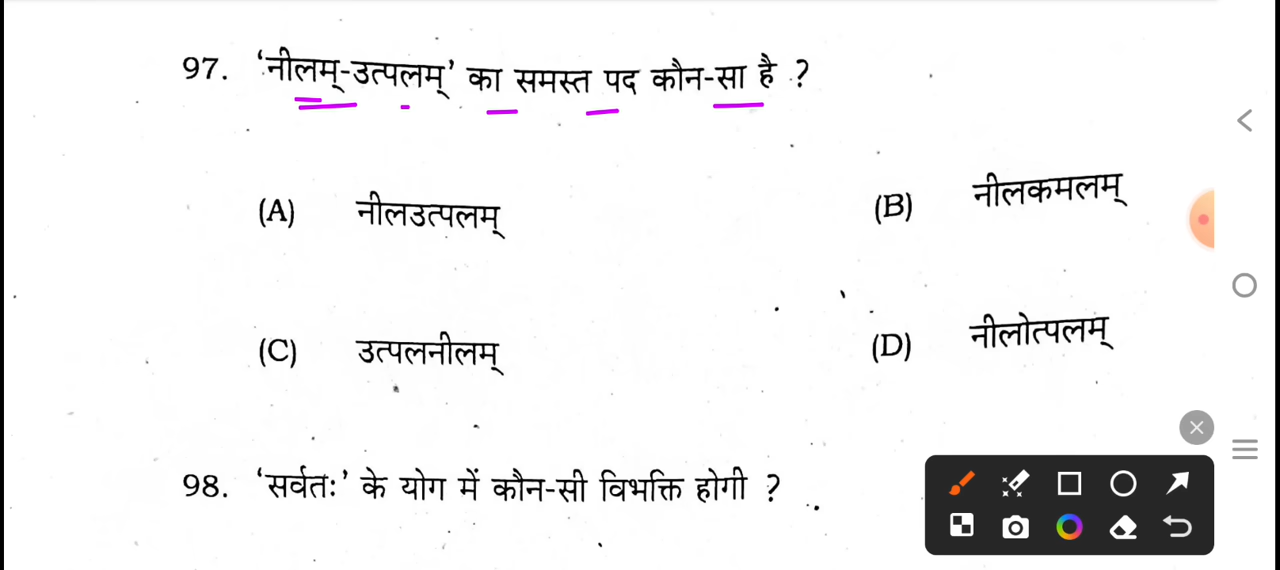 97. ‘नीलम्-उत्पलम्’ का समस्त पद कौन-सा है ?
(A) नीलउत्पलम्
(B) नीलकमलम्
(C) उत्पलनीलम्
(D) नीलोत्पलम्
98. ‘सर्वतः’ के योग में कौन-सी विभक्ति होगी ?